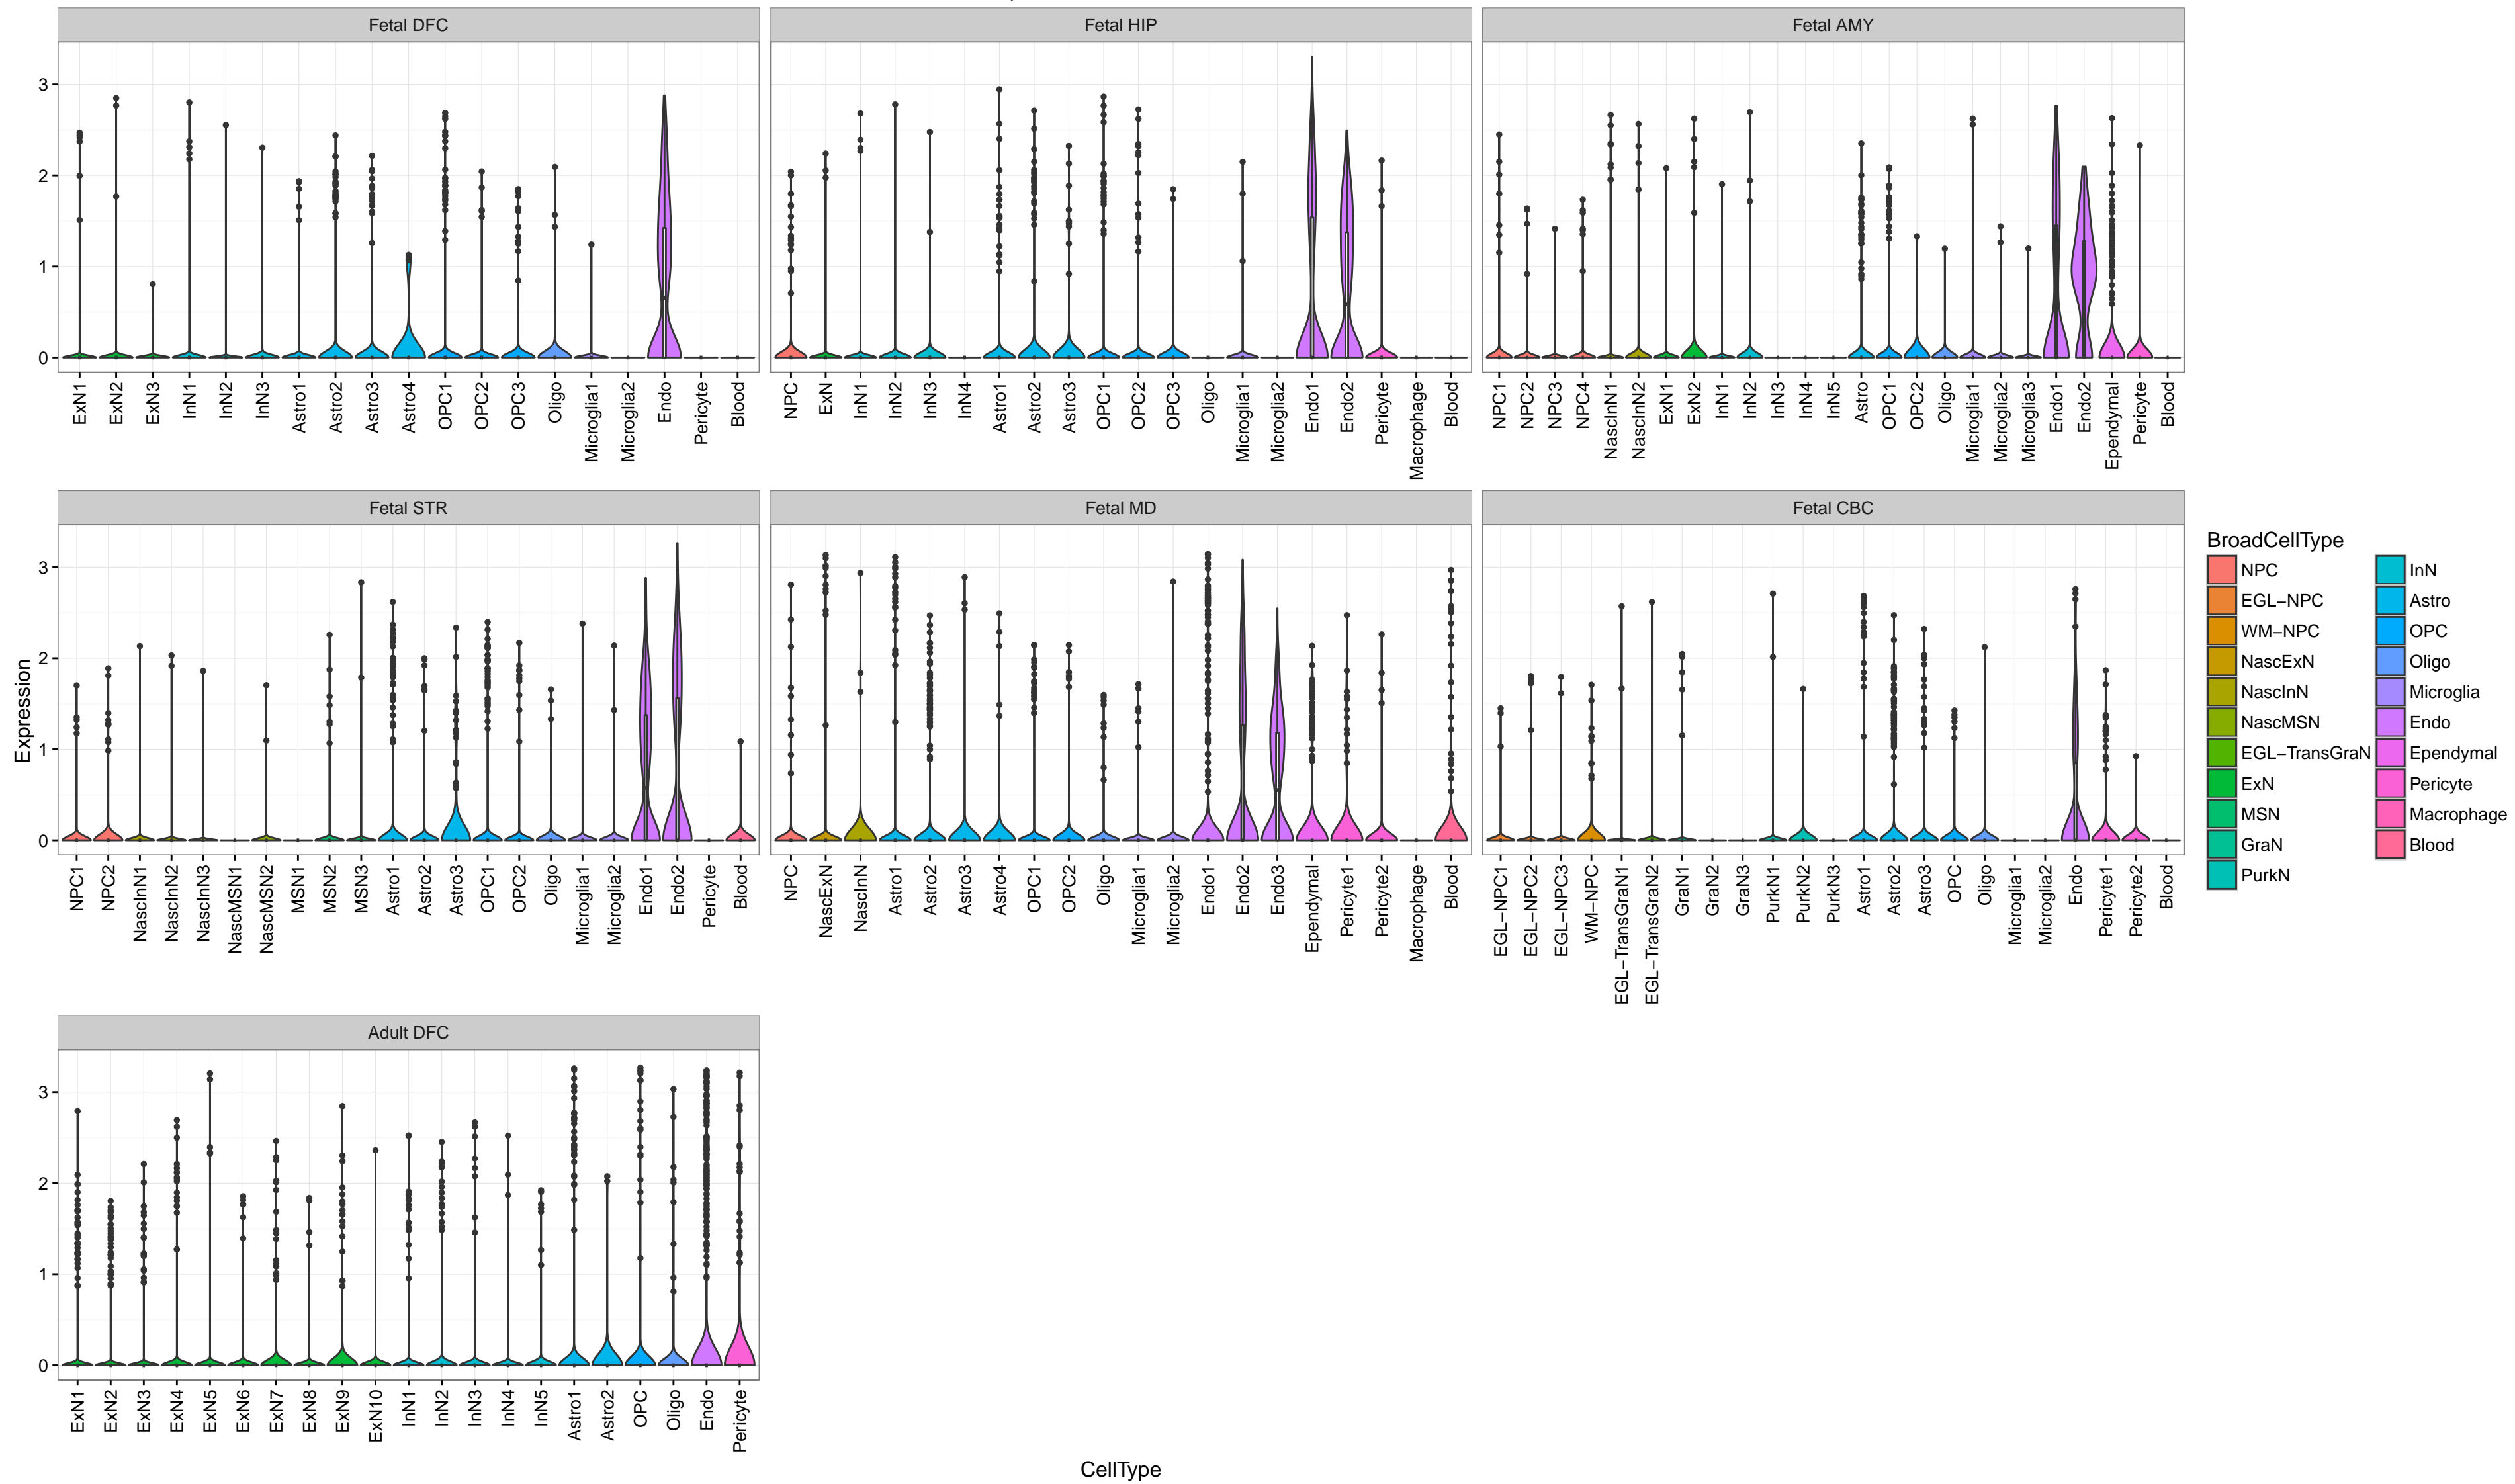 Fetal DFC
Fetal HIP
Fetal AMY
3
2
1
0
ExN1 ExN2 ExN3 InN1 InN2 InN3 Astro1 Astro2 Astro3 Astro4 OPC1 OPC2 OPC3 Oligo Microglia1 Microglia2 Endo Pericyte Blood
NPC ExN InN1 InN2 InN3 InN4 Astro1 Astro2 Astro3 OPC1 OPC2 OPC3 Oligo Microglia1 Microglia2 Endo1 Endo2 Pericyte Macrophage Blood
NPC1 NPC2 NPC3 NPC4 NascInN1 NascInN2 ExN1 ExN2 InN1 InN2 InN3 InN4 InN5 Astro OPC1 OPC2 Oligo Microglia1 Microglia2 Microglia3 Endo1 Endo2 Ependymal Pericyte Blood
Fetal STR
Fetal MD
Fetal CBC
Expression
3
2
1
0
NPC1 NPC2 NascInN1 NascInN2 NascInN3 NascMSN1 NascMSN2 MSN1 MSN2 MSN3 Astro1 Astro2 Astro3 OPC1 OPC2 Oligo Microglia1 Microglia2 Endo1 Endo2 Pericyte Blood
NPC NascExN NascInN Astro1 Astro2 Astro3 Astro4 OPC1 OPC2 Oligo Microglia1 Microglia2 Endo1 Endo2 Endo3 Ependymal Pericyte1 Pericyte2 Macrophage Blood
EGL−NPC1 EGL−NPC2 EGL−NPC3 WM−NPC EGL−TransGraN1 EGL−TransGraN2 GraN1 GraN2 GraN3 PurkN1 PurkN2 PurkN3 Astro1 Astro2 Astro3 OPC Oligo Microglia1 Microglia2 Endo Pericyte1 Pericyte2 Blood
BroadCellType
NPC
EGL−NPC
WM−NPC
NascExN
NascInN
NascMSN
EGL−TransGraN
ExN
MSN
GraN
PurkN
InN
Astro
OPC
Oligo
Microglia
Endo
Ependymal
Pericyte
Macrophage
Blood
Adult DFC
3
2
1
0
ExN1 ExN2 ExN3 ExN4 ExN5 ExN6 ExN7 ExN8 ExN9 ExN10 InN1 InN2 InN3 InN4 InN5 Astro1 Astro2 OPC Oligo Endo Pericyte
CellType